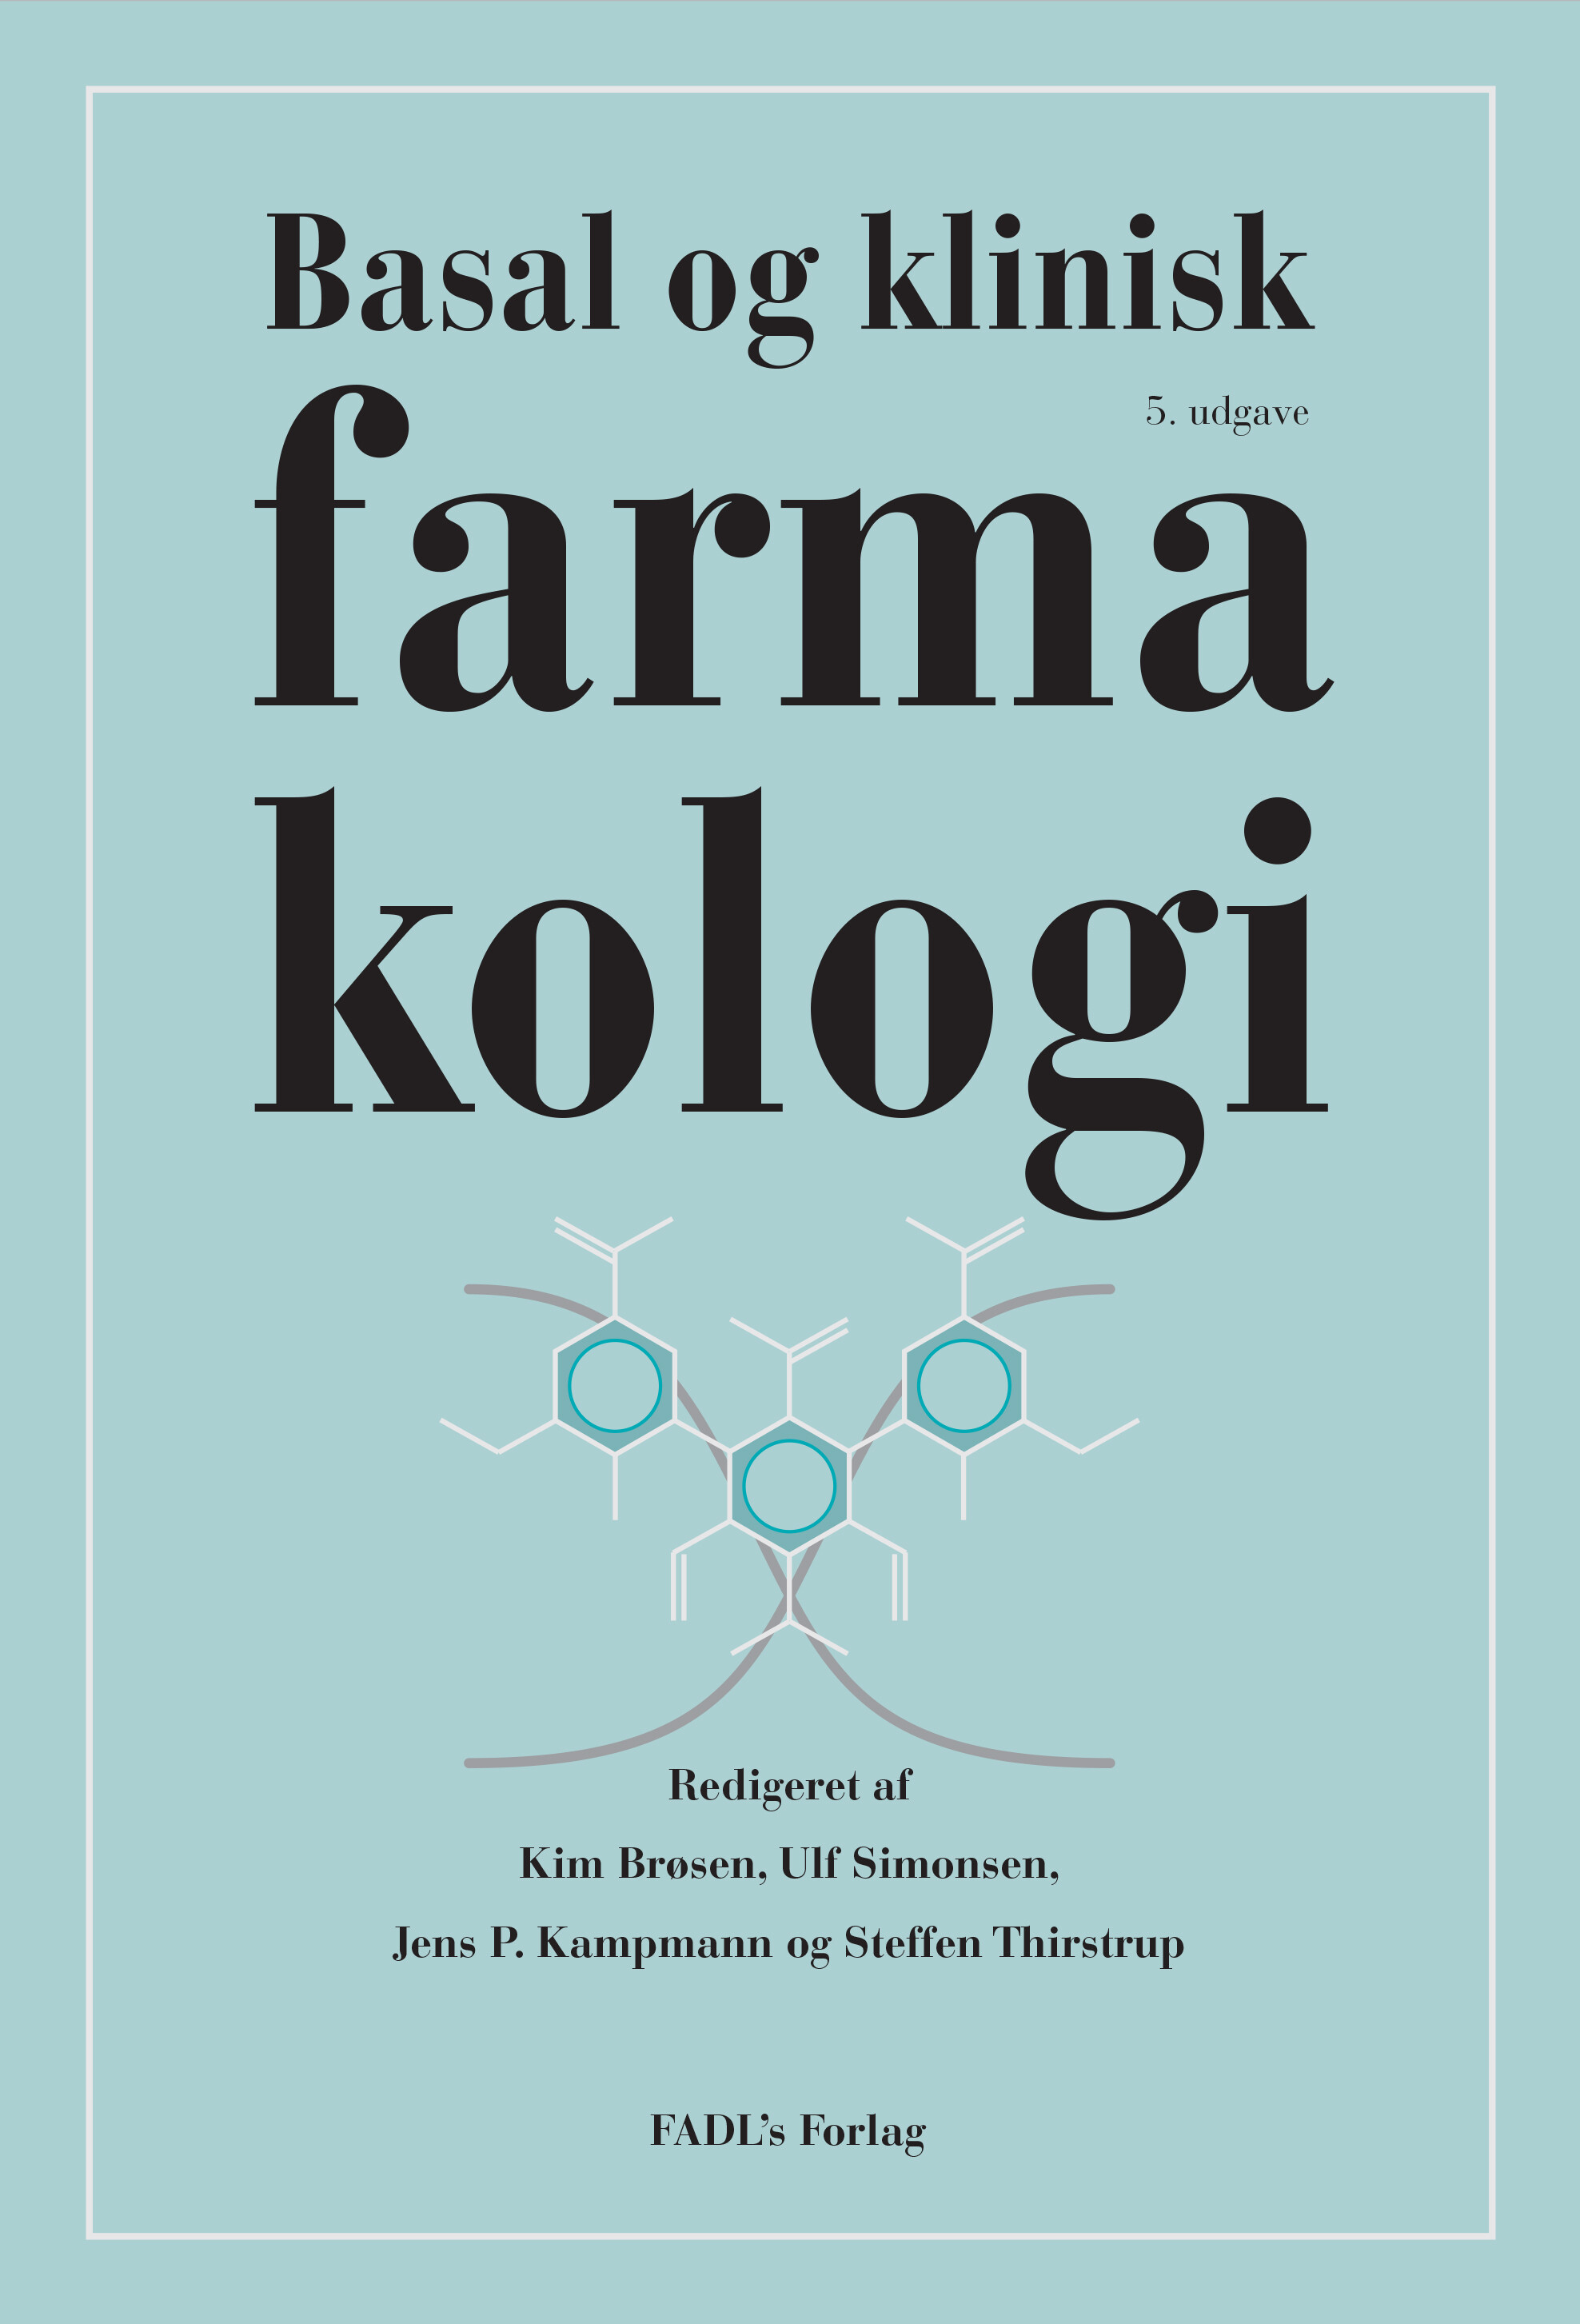 Basal og klinisk
5. udgave
farma
kologi
Redigeret af
Kim Brøsen, Ulf Simonsen,
Jens P. Kampmann og Steffen Thirstrup
FADL’s Forlag